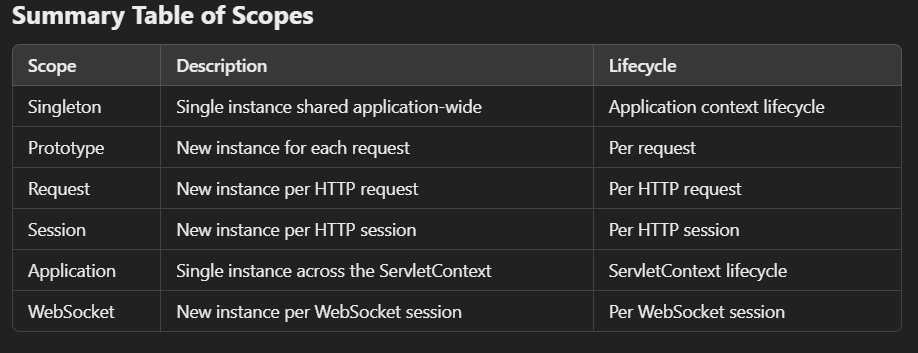 Summary Table of Scopes
Scope Description Lifecycle
Singleton Single instance shared application-wide Application context lifecycle
Prototype New instance for each request Per request
Request New instance per HTTP request Per HTTP request
Session New instance per HTTP session Per HTTP session
Application Single instance across the ServletContext ServletContext lifecycle
WebSocket New instance per WebSocket session Per WebSocket session